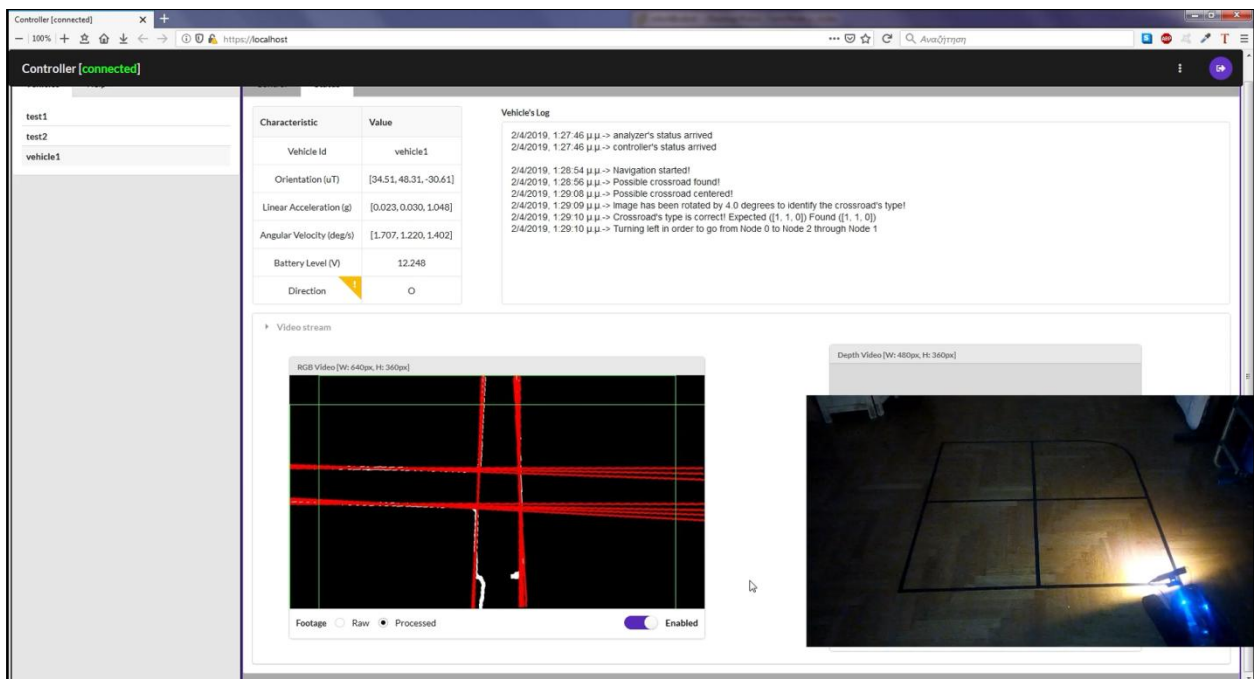 Controller [connected]
100%
https://localhost
Αναζήτηση
ABP
T
Controller [connected]
test1
test2
vehicle1
Characteristic Value
Vehicle Id vehicle1
Orientation (uT) [34.51, 48.31, -30.61]
Linear Acceleration (g) [0.023, 0.030, 1.048]
Angular Velocity (deg/s) [1.707, 1.220, 1.402]
Battery Level (V) 12.248
Direction O
Vehicle's Log
2/4/2019, 1:27:46 μ.μ.-> analyzer's status arrived
2/4/2019, 1:27:46 μ.μ.-> controller's status arrived
2/4/2019, 1:28:54 μ.μ.-> Navigation started!
2/4/2019, 1:28:56 μ.μ.-> Possible crossroad found!
2/4/2019, 1:29:08 μ.μ.-> Possible crossroad centered!
2/4/2019, 1:29:09 μ.μ.-> Image has been rotated by 4.0 degrees to identify the crossroad's type!
2/4/2019, 1:29:10 μ.μ.-> Crossroad's type is correct! Expected ([1, 1, 0]) Found ([1, 1, 0])
2/4/2019, 1:29:10 μ.μ.-> Turning left in order to go from Node 0 to Node 2 through Node 1
Video stream
RGB Video [W: 640px, H: 360px]
Footage Raw Processed Enabled
Depth Video [W: 480px, H: 360px]